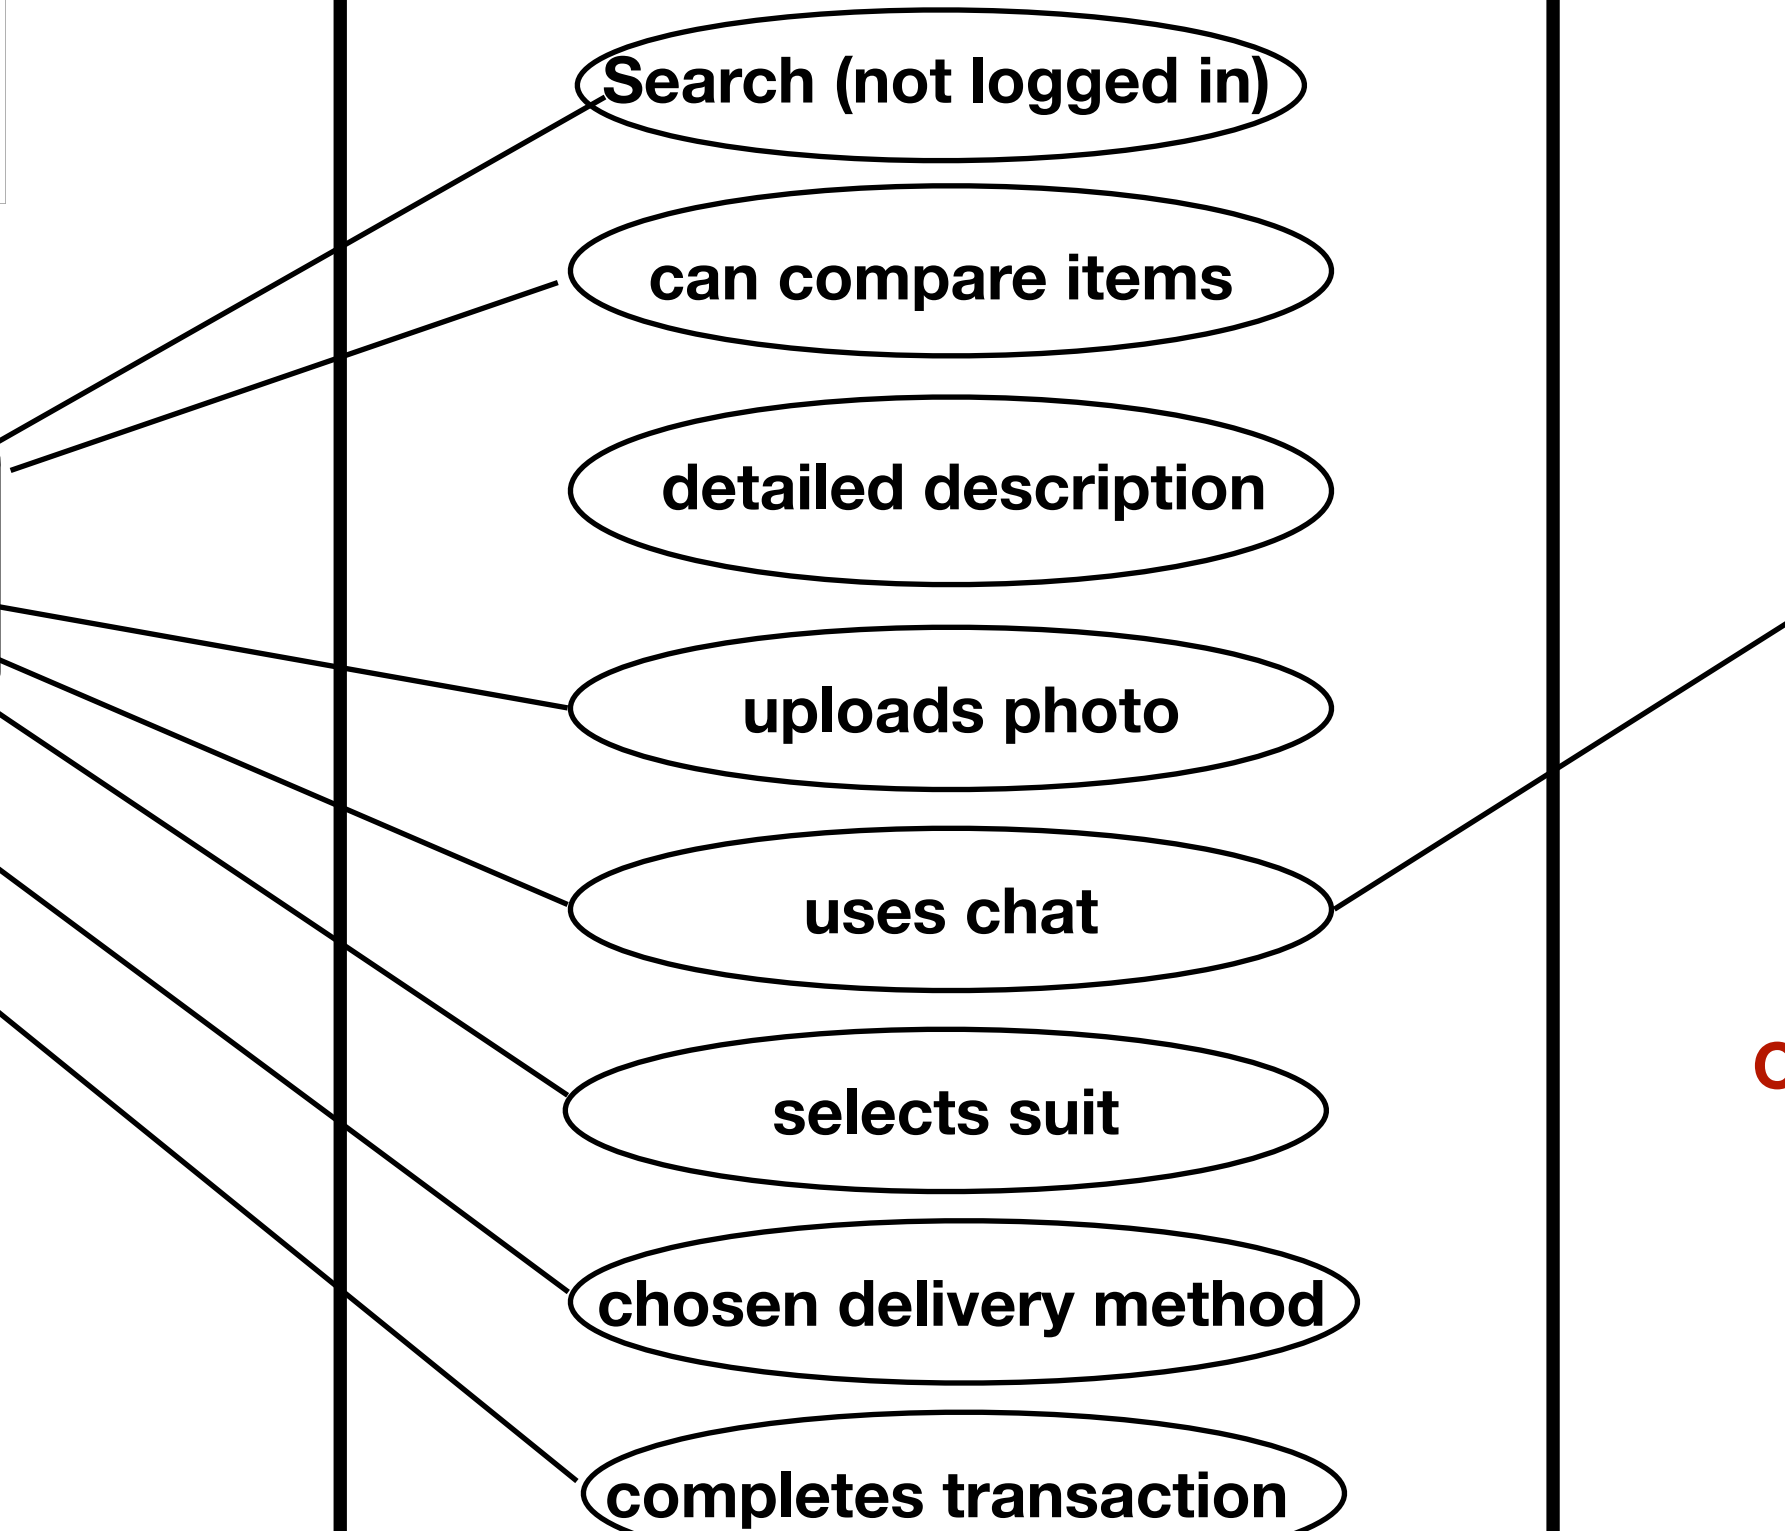 Search (not logged in)
can compare items
detailed description
uploads photo
uses chat
selects suit
chosen delivery method
completes transaction